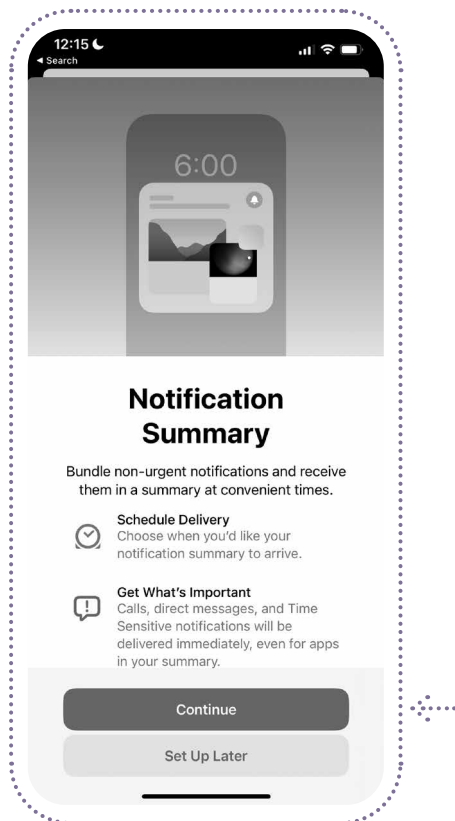 12:15
◀ Search
6:00
Notification
Summary
Bundle non-urgent notifications and receive
them in a summary at convenient times.
Schedule Delivery
Choose when you'd like your
notification summary to arrive.
Get What's Important
Calls, direct messages, and Time
Sensitive notifications will be
delivered immediately, even for apps
in your summary.
Continue
Set Up Later